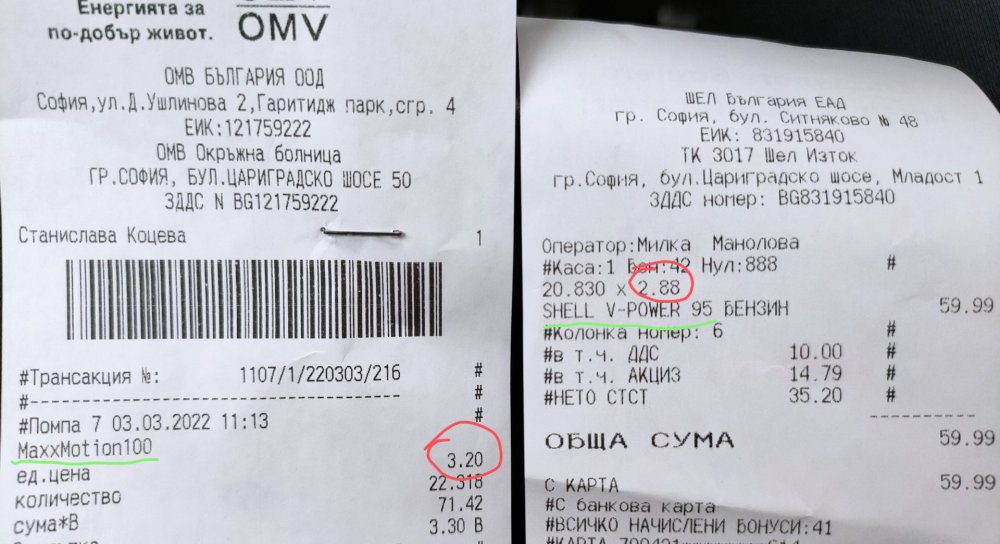 Енергията за
по-добър живот.
OMV
ОМВ БЪЛГАРИЯ ООД
София,ул.Д.Ушлинова 2,Гаритидж парк,сгр. 4
ЕИК:121759222
ОМВ Окръжна болница
ГР.СОФИЯ, БУЛ.ЦАРИГРАДСКО ШОСЕ 50
ЗДДС N BG121759222
Станислава Коцева 1
#Трансакция №: 1107/1/220303/216 #
#---------------------------------------- #
#Помпа 7 03.03.2022 11:13 #
MaxxMotion100
ед.цена 3.20
количество 22.318
сума*В 71.42
3.30 В
ШЕЛ България ЕАД
гр. София, бул. Ситняково № 48
ЕИК: 831915840
ТК 3017 Шел Изток
гр.София, бул.Цариградско шосе, Младост 1
ЗДДС номер: BG831915840
Оператор:Милка Манолова
#Каса:1 Бон:42 Нул:888 #
20.830 x 2.88
SHELL V-POWER 95 БЕНЗИН 59.99
#Колонка номер: 6 #
#в т.ч. ДДС 10.00 #
#в т.ч. АКЦИЗ 14.79 #
#НЕТО СТСТ 35.20 #
ОБЩА СУМА 59.99
С КАРТА 59.99
#С банкова карта #
#ВСИЧКО НАЧИСЛЕНИ БОНУСИ:41 #